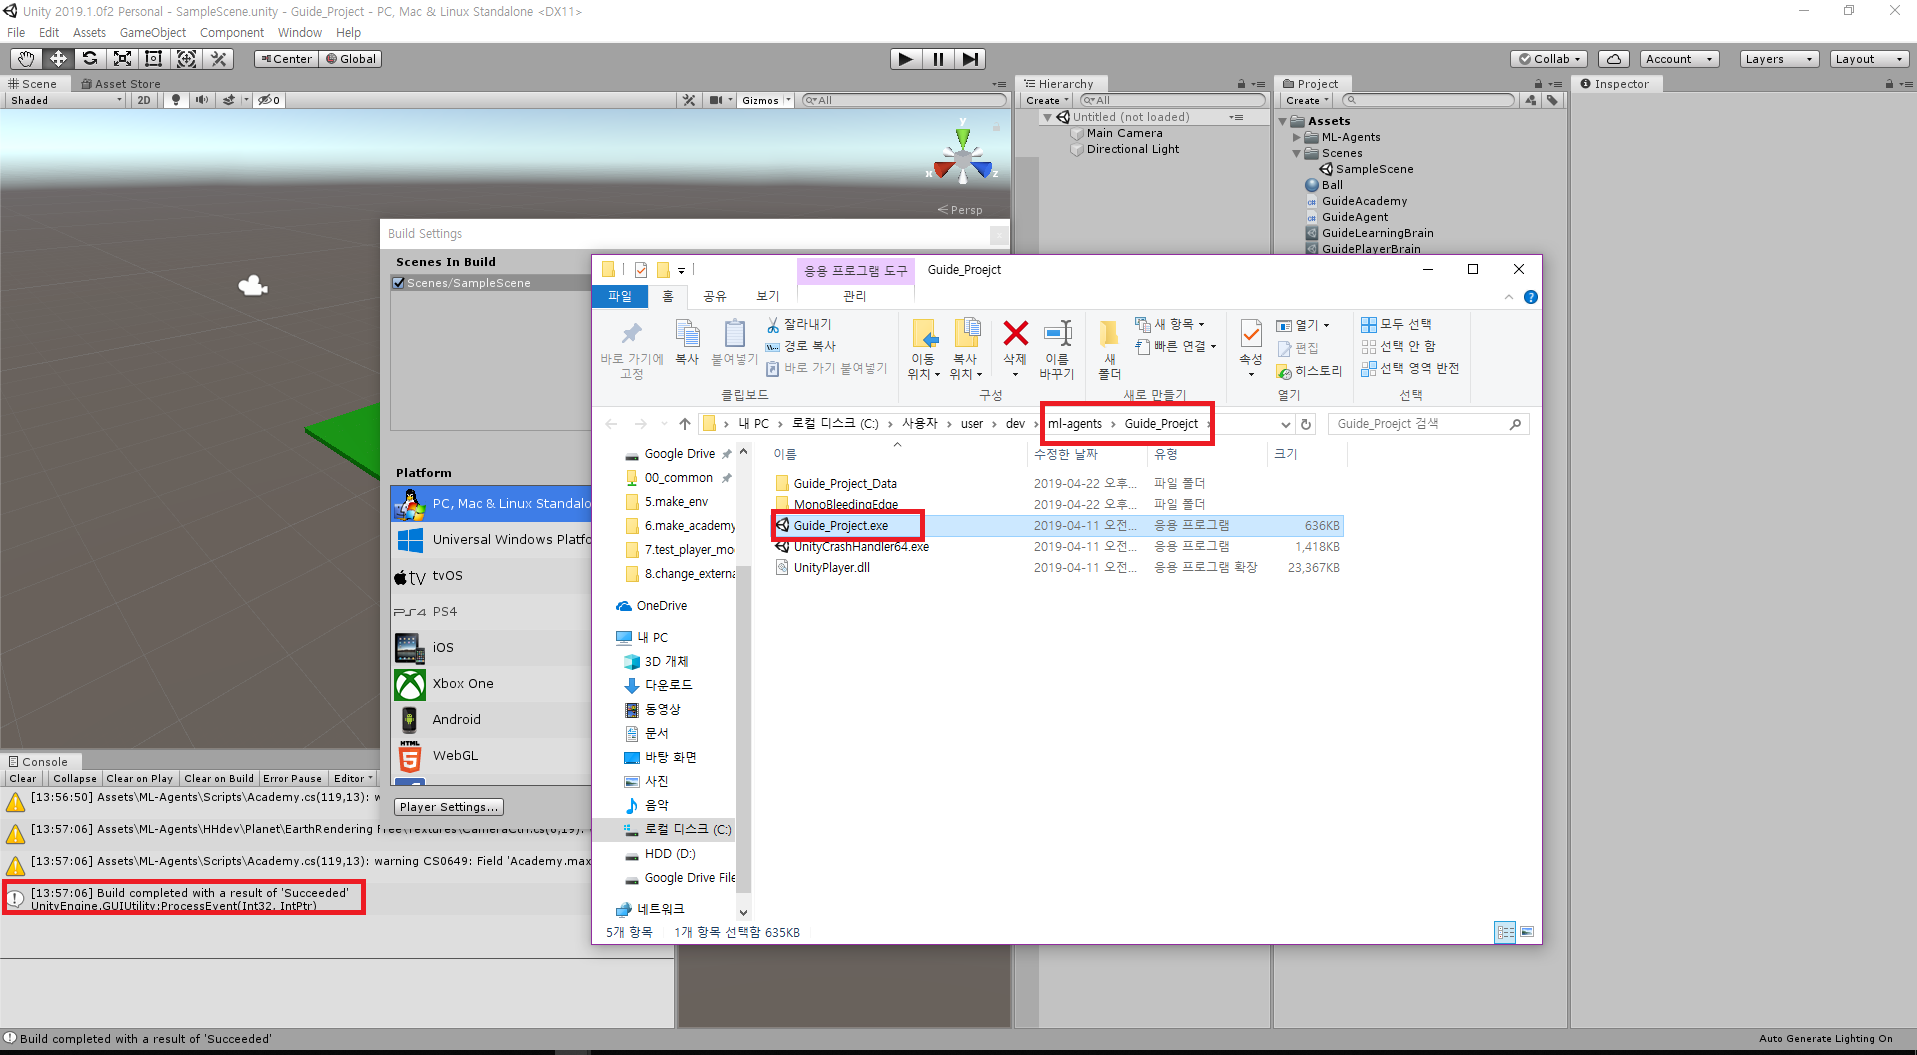 Unity 2019.1.0f2 Personal - SampleScene.unity - Guide_Project - PC, Mac & Linux Standalone <DX11>
File Edit Assets GameObject Component Window Help
Center Global Collab Account Layers Layout
Scene Asset Store
Shaded 2D 0 Gizmos All
y
x z
Persp
Hierarchy
Create All
Untitled (not loaded)
Main Camera
Directional Light
Project
Create
Assets
ML-Agents
Scenes
SampleScene
Ball
GuideAcademy
GuideAgent
GuideLearningBrain
GuidePlayerBrain
Inspector
Build Settings
Scenes In Build
Scenes/SampleScene
Platform
PC, Mac & Linux Standalo
Universal Windows Platfo
tv tvOS
PS4 PS4
iOS
Xbox One
Android
HTML 5 WebGL
Player Settings...
응용 프로그램 도구 Guide_Proejct
파일 홈 공유 보기 관리
바로 가기에 고정
복사
붙여넣기
잘라내기
경로 복사
바로 가기 붙여넣기
클립보드
이동 위치
복사 위치
삭제
이름 바꾸기
구성
새 폴더
새 항목
빠른 연결
새로 만들기
속성
열기
편집
히스토리
열기
모두 선택
선택 안 함
선택 영역 반전
선택
내 PC > 로컬 디스크 (C:) > 사용자 > user > dev > ml-agents > Guide_Proejct >
Guide_Proejct 검색
Google Drive
00_common
5.make_env
6.make_academy
7.test_player_mo
8.change_externa
OneDrive
내 PC
3D 개체
다운로드
동영상
문서
바탕 화면
사진
음악
로컬 디스크 (C:)
HDD (D:)
Google Drive File
네트워크
이름 수정한 날짜 유형 크기
Guide_Project_Data 2019-04-22 오후... 파일 폴더
MonoBleedingEdge 2019-04-22 오후... 파일 폴더
Guide_Project.exe 2019-04-11 오전... 응용 프로그램 636KB
UnityCrashHandler64.exe 2019-04-11 오전... 응용 프로그램 1,418KB
UnityPlayer.dll 2019-04-11 오전... 응용 프로그램 확장 23,367KB
5개 항목 1개 항목 선택함 635KB
Console
Clear Collapse Clear on Play Clear on Build Error Pause Editor
[13:56:50] Assets\ML-Agents\Scripts\Academy.cs(119,13): w
[13:57:06] Assets\ML-Agents\HHdev\Planet\EarthRendering Free\Textures\CameraCtrl.cs(6,19):
[13:57:06] Assets\ML-Agents\Scripts\Academy.cs(119,13): warning CS0649: Field 'Academy.max
[13:57:06] Build completed with a result of 'Succeeded'
UnityEngine.GUIUtility:ProcessEvent(Int32, IntPtr)
Build completed with a result of 'Succeeded'
Auto Generate Lighting On